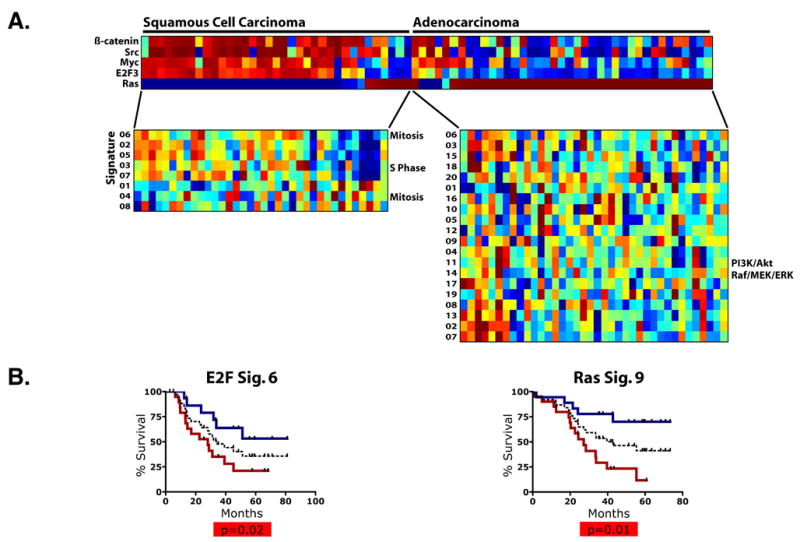 A.
Squamous Cell Carcinoma Adenocarcinoma
ß-catenin
Src
Myc
E2F3
Ras
Signature
06
02
05
03
07
01
04
08
Mitosis
S Phase
Mitosis
06
03
15
18
20
01
16
10
05
12
09
04
11
14
17
19
08
13
02
07
PI3K/Akt
Raf/MEK/ERK
B.
E2F Sig. 6
% Survival
100
75
50
25
0
0 20 40 60 80 100
Months
p=0.02
Ras Sig. 9
% Survival
100
75
50
25
0
0 20 40 60 80
Months
p=0.01